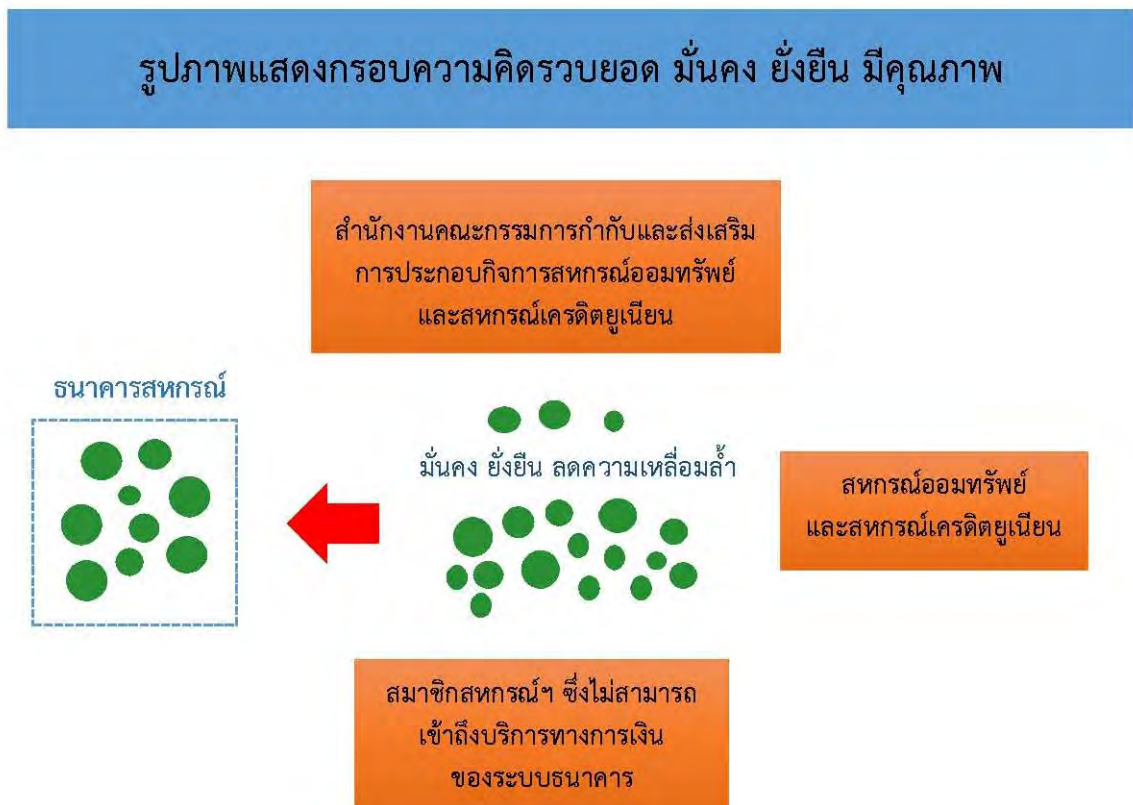 รูปภาพแสดงกรอบความคิดรวบยอด มั่นคง ยั่งยืน มีคุณภาพ
สำนักงานคณะกรรมการกำกับและส่งเสริม
การประกอบกิจการสหกรณ์ออมทรัพย์
และสหกรณ์เครดิตยูเนียน
ธนาคารสหกรณ์
มั่นคง ยั่งยืน ลดความเหลื่อมล้ำ
สหกรณ์ออมทรัพย์
และสหกรณ์เครดิตยูเนียน
สมาชิกสหกรณ์ฯ ซึ่งไม่สามารถ
เข้าถึงบริการทางการเงิน
ของระบบธนาคาร